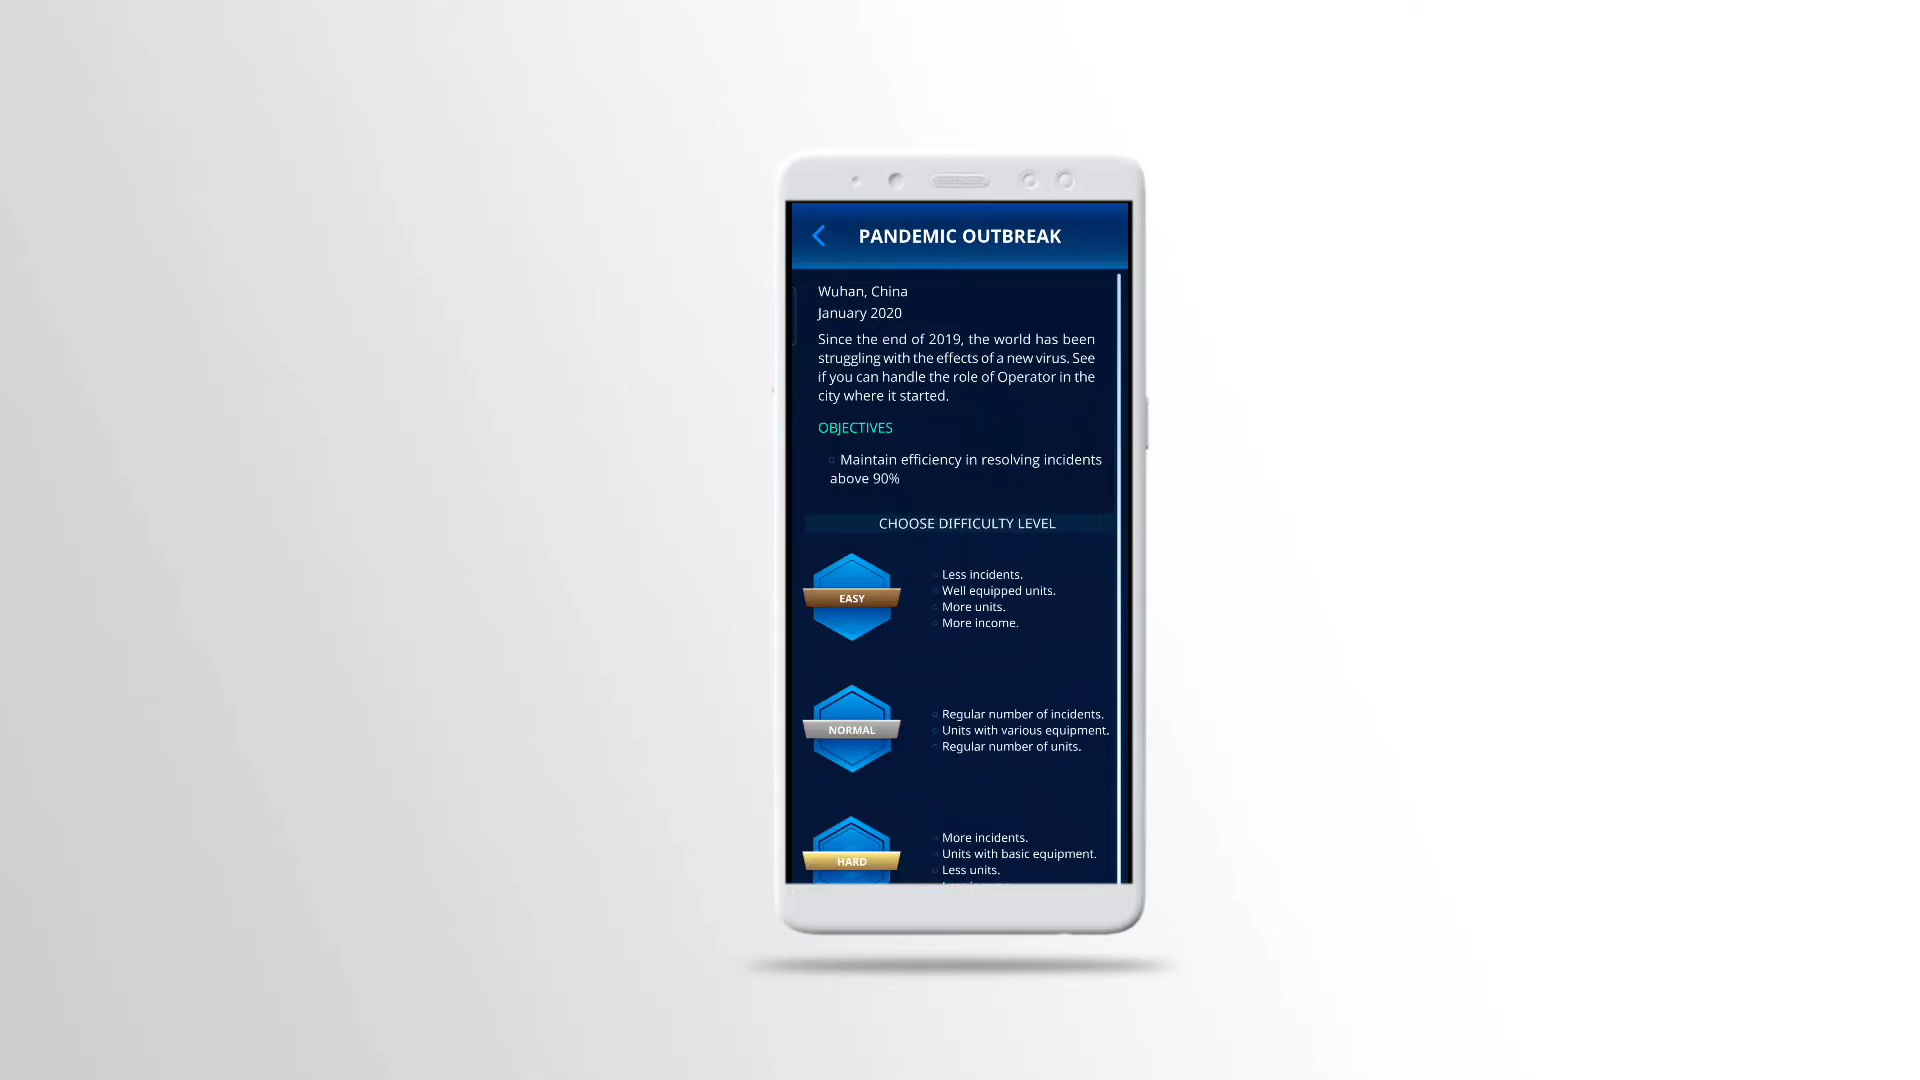 PANDEMIC OUTBREAK
Wuhan, China
January 2020
Since the end of 2019, the world has been
struggling with the effects of a new virus. See
if you can handle the role of Operator in the
city where it started.
OBJECTIVES
Maintain efficiency in resolving incidents
above 90%
CHOOSE DIFFICULTY LEVEL
EASY
Less incidents.
Well equipped units.
More units.
More income.
NORMAL
Regular number of incidents.
Units with various equipment.
Regular number of units.
HARD
More incidents.
Units with basic equipment.
Less units.